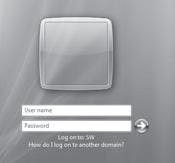 User name
Password
Log on to: SW
How do I log on to another domain?